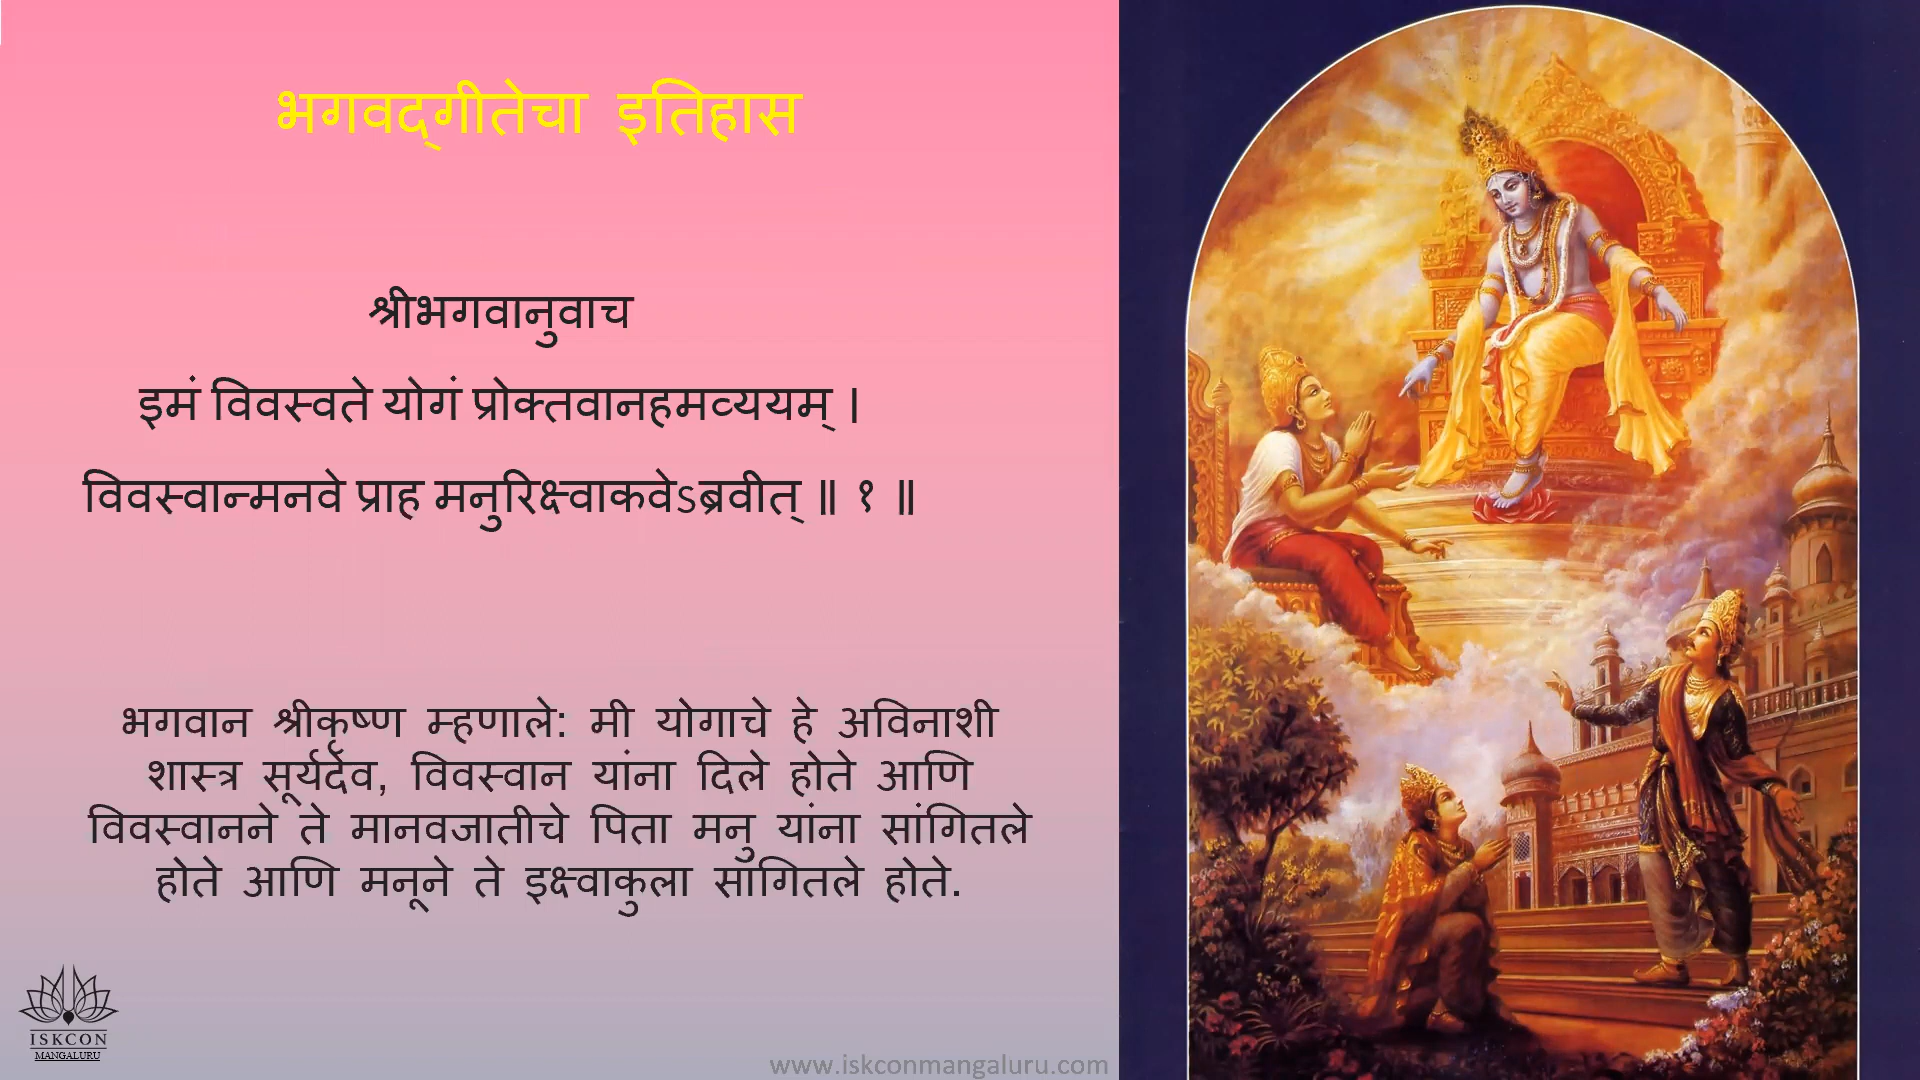 भगवद्‌गीतेचा इतिहास
श्रीभगवानुवाच
इमं विवस्वते योगं प्रोक्तवानहमव्ययम् ।
विवस्वान्मनवे प्राह मनुरिक्ष्वाकवेऽब्रवीत् ॥ १ ॥
भगवान श्रीकृष्ण म्हणाले: मी योगाचे हे अविनाशी
शास्त्र सूर्यदेव, विवस्वान यांना दिले होते आणि
विवस्वानने ते मानवजातीचे पिता मनु यांना सांगितले
होते आणि मनूने ते इक्ष्वाकुला सांगितले होते.
ISKCON
MANGALURU
www.iskconmangaluru.com